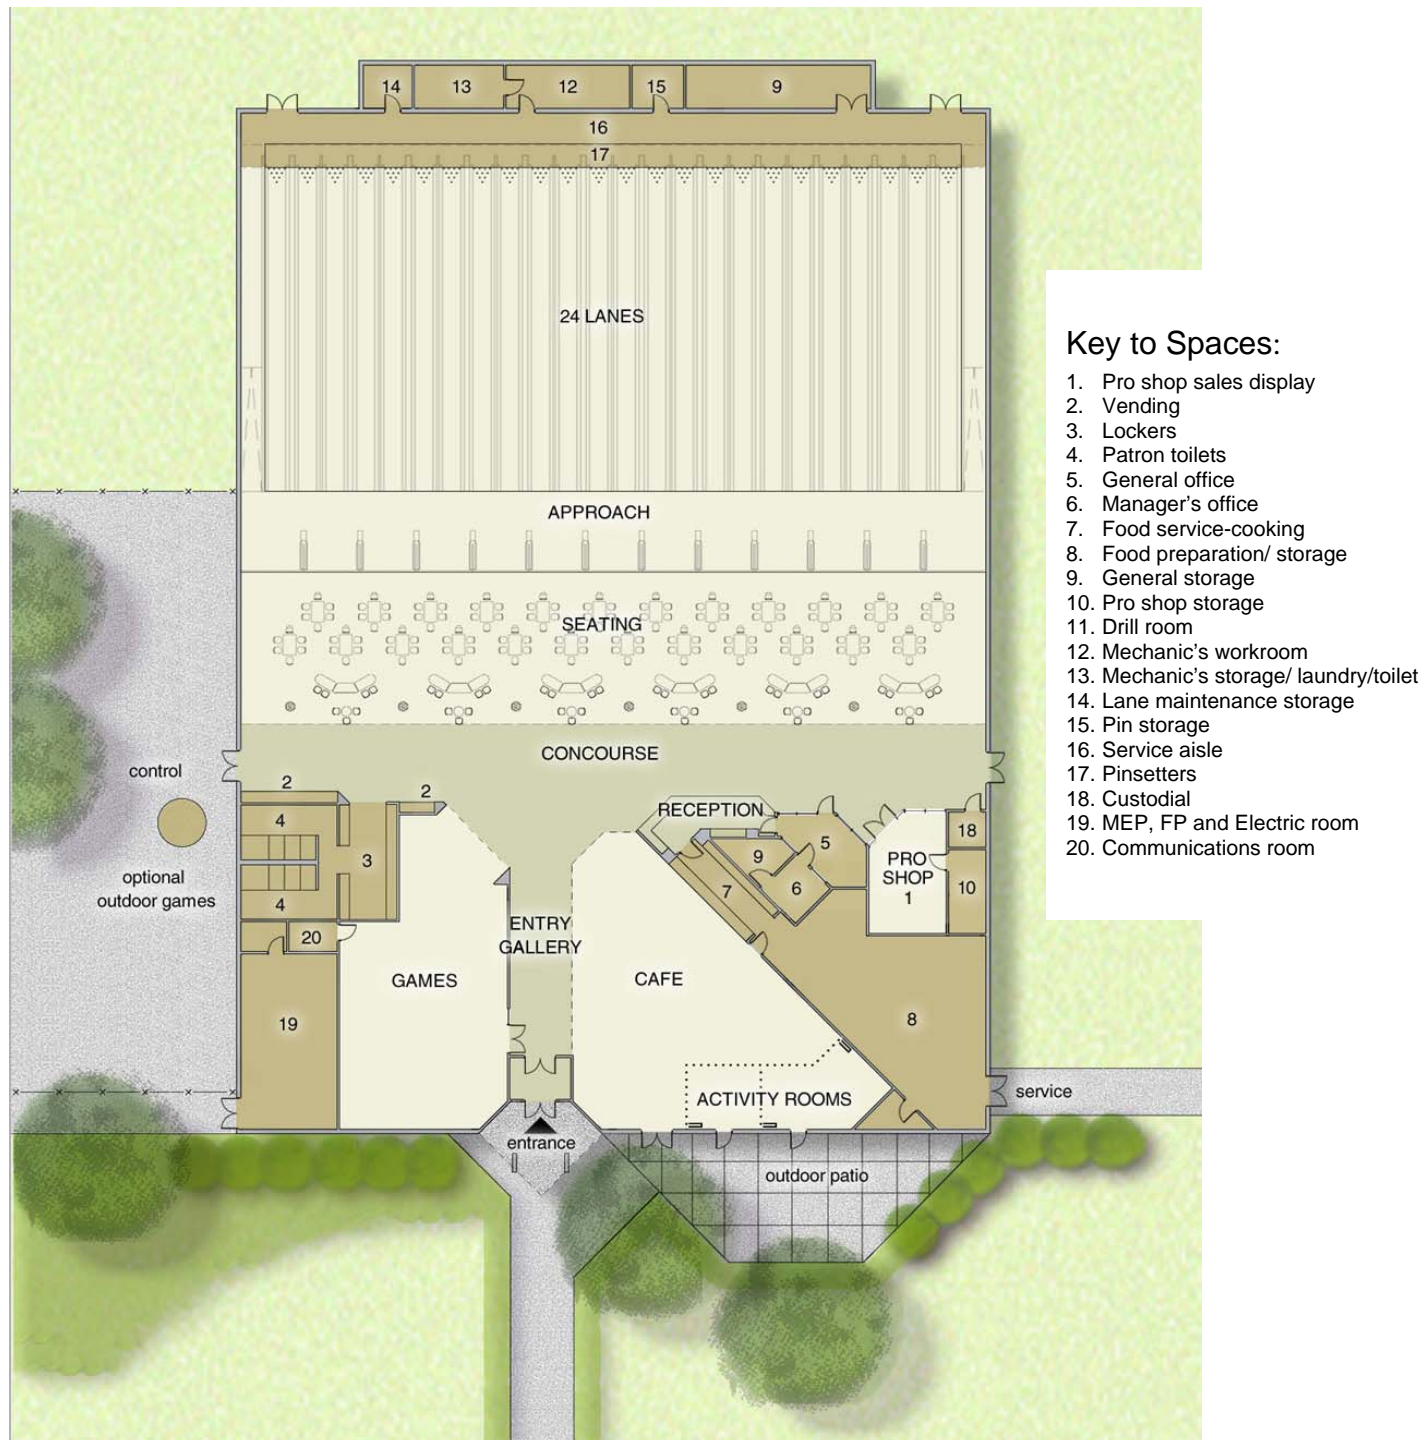 14
13
12
15
9
16
17
24 LANES
APPROACH
SEATING
CONCOURSE
control
2
2
RECEPTION
4
18
5
3
9
PRO
SHOP
1
optional
outdoor games
7
6
10
4
20
ENTRY
GALLERY
GAMES
CAFE
19
8
ACTIVITY ROOMS
service
entrance
outdoor patio
Key to Spaces:
1. Pro shop sales display
2. Vending
3. Lockers
4. Patron toilets
5. General office
6. Manager’s office
7. Food service-cooking
8. Food preparation/ storage
9. General storage
10. Pro shop storage
11. Drill room
12. Mechanic’s workroom
13. Mechanic’s storage/ laundry/toilet
14. Lane maintenance storage
15. Pin storage
16. Service aisle
17. Pinsetters
18. Custodial
19. MEP, FP and Electric room
20. Communications room